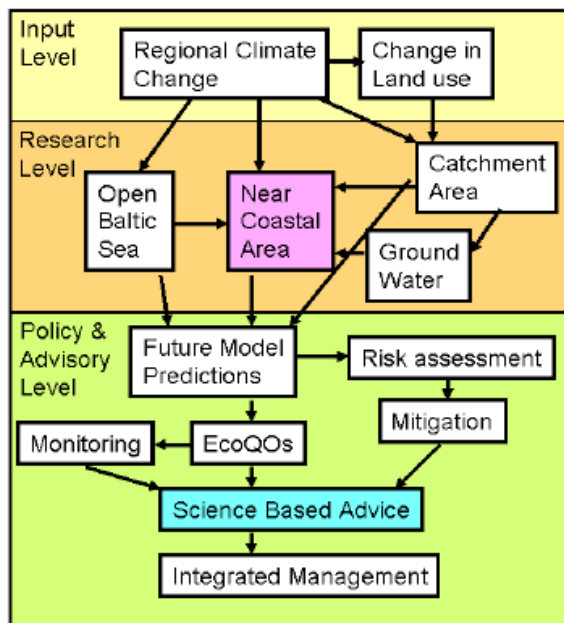 Input
Level
Regional Climate
Change
Change in
Land use
Research
Level
Open
Baltic
Sea
Near
Coastal
Area
Catchment
Area
Ground
Water
Policy &
Advisory
Level
Future Model
Predictions
Risk assessment
Monitoring
EcoQOs
Mitigation
Science Based Advice
Integrated Management